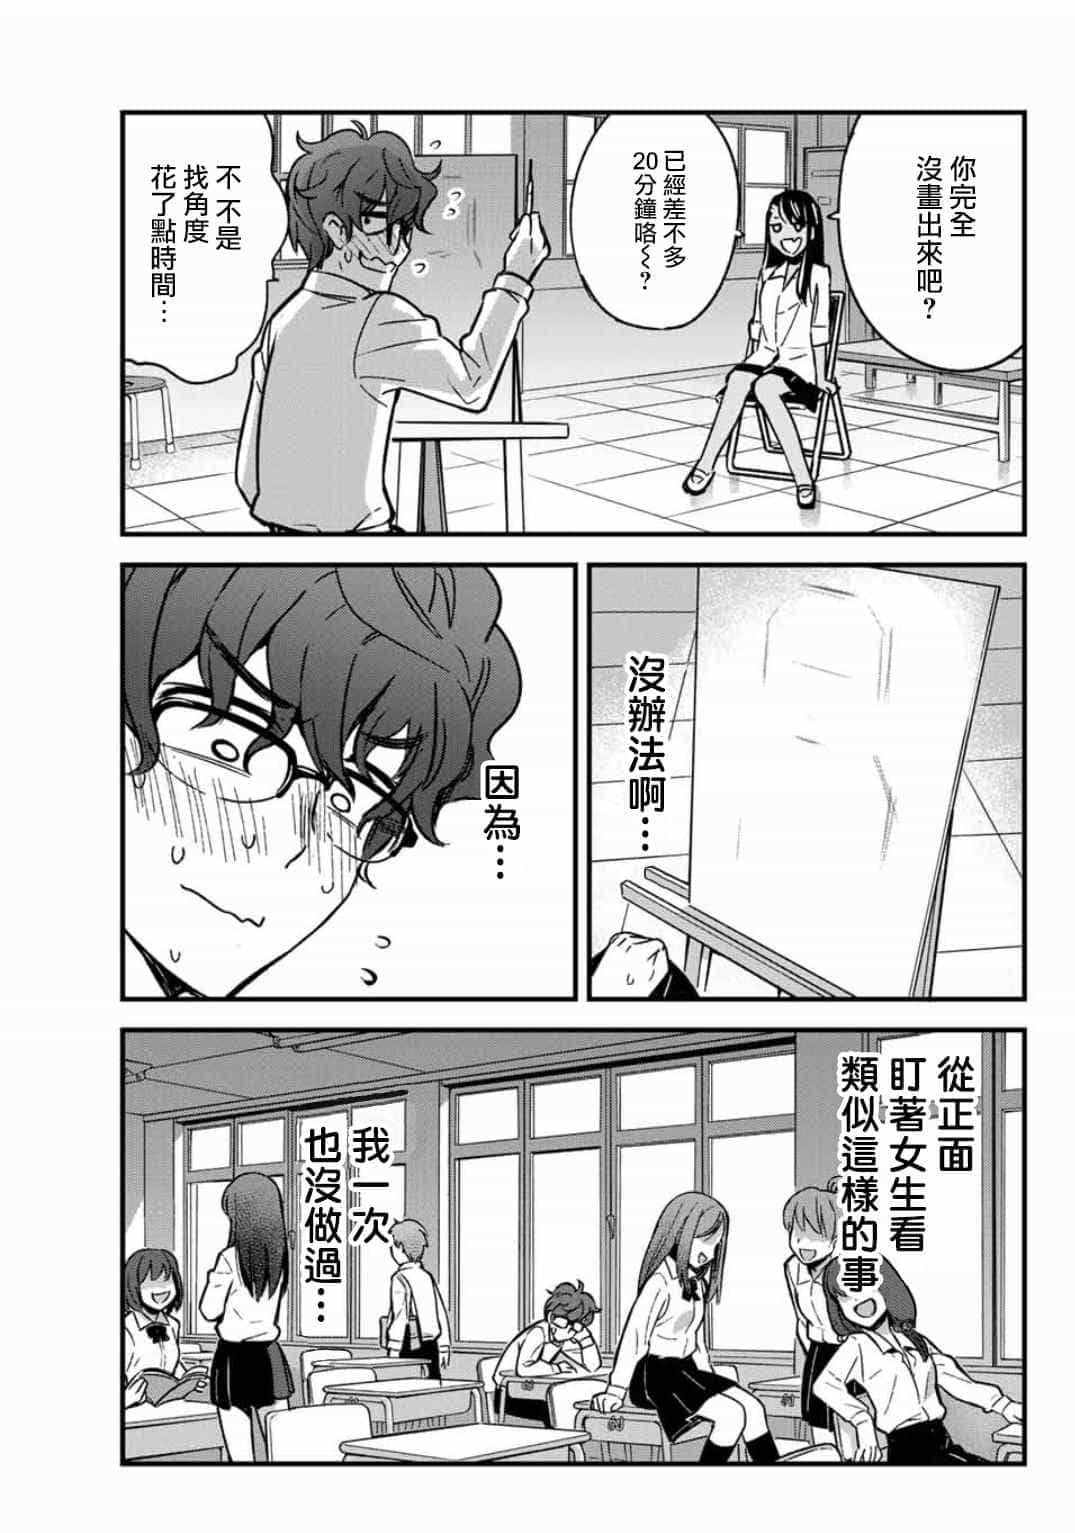 你完全
沒畫出來吧?
已經差不多
20分鐘咯~?
不 不是
找角度
花了點時間…
沒辦法啊…
因為…
從正面
盯著女生看
類似這樣的事
我一次
也沒做過…